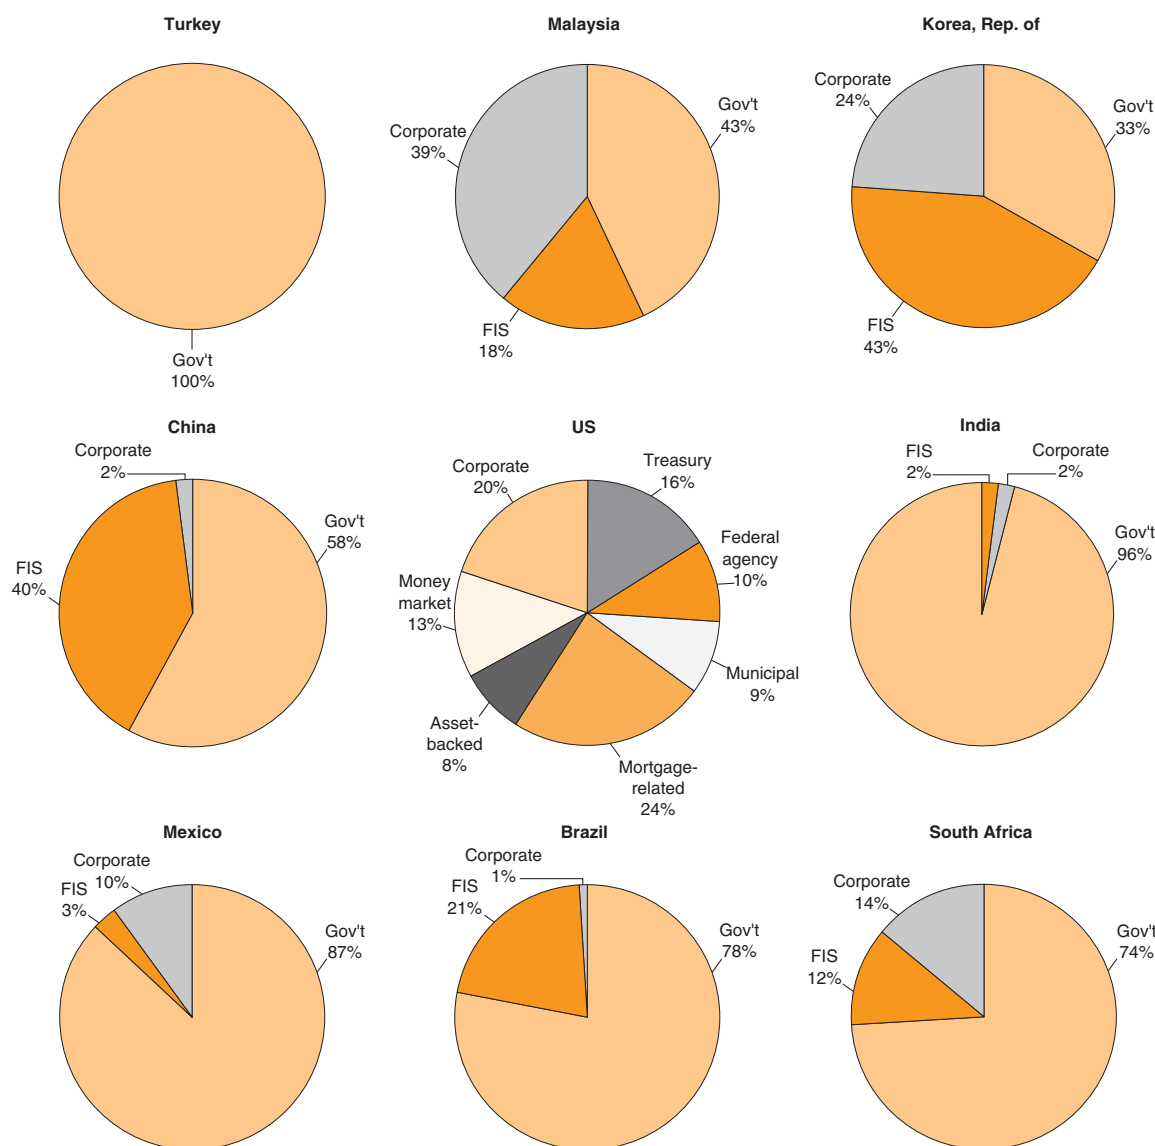 Turkey
Gov't
100%
Malaysia
Corporate
39%
Gov't
43%
FIS
18%
Korea, Rep. of
Corporate
24%
Gov't
33%
FIS
43%
China
Corporate
2%
Gov't
58%
FIS
40%
US
Corporate
20%
Treasury
16%
Federal
agency
10%
Money
market
13%
Municipal
9%
Asset-
backed
8%
Mortgage-
related
24%
India
FIS
2%
Corporate
2%
Gov't
96%
Mexico
Corporate
10%
FIS
3%
Gov't
87%
Brazil
Corporate
1%
FIS
21%
Gov't
78%
South Africa
Corporate
14%
Gov't
74%
FIS
12%